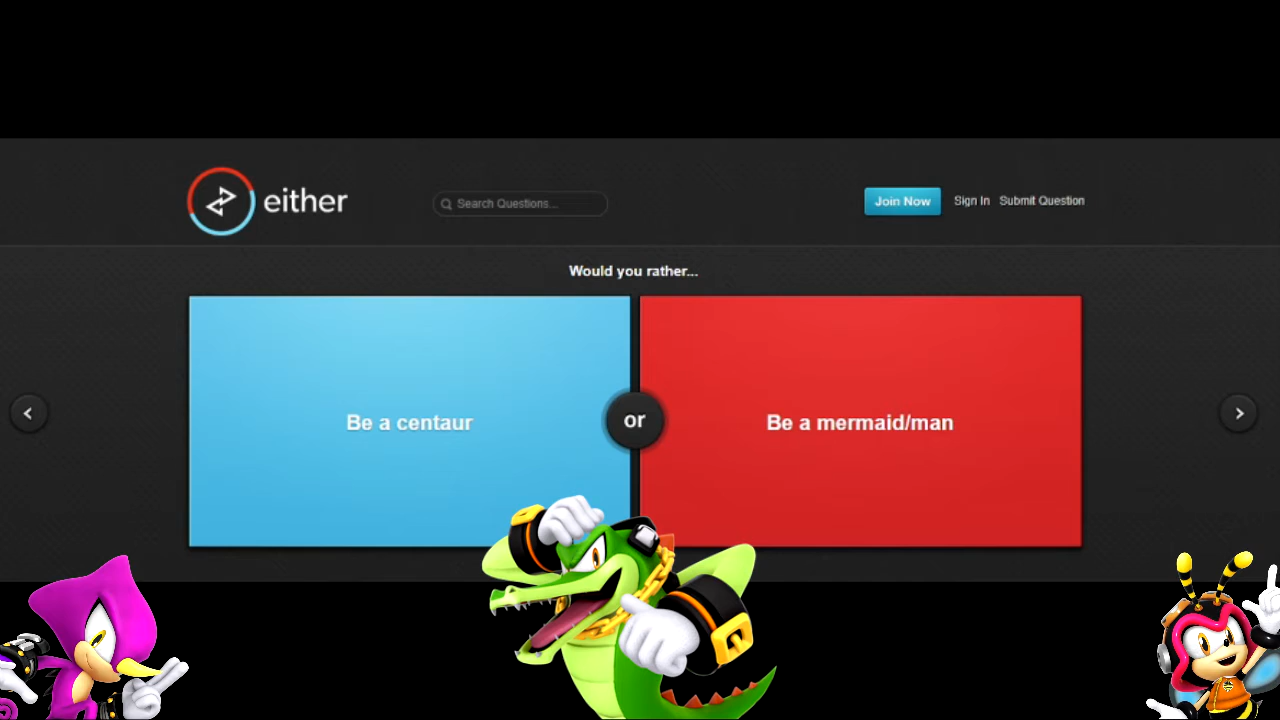 either
Search Questions...
Join Now
Sign In
Submit Question
Would you rather...
Be a centaur
or
Be a mermaid/man